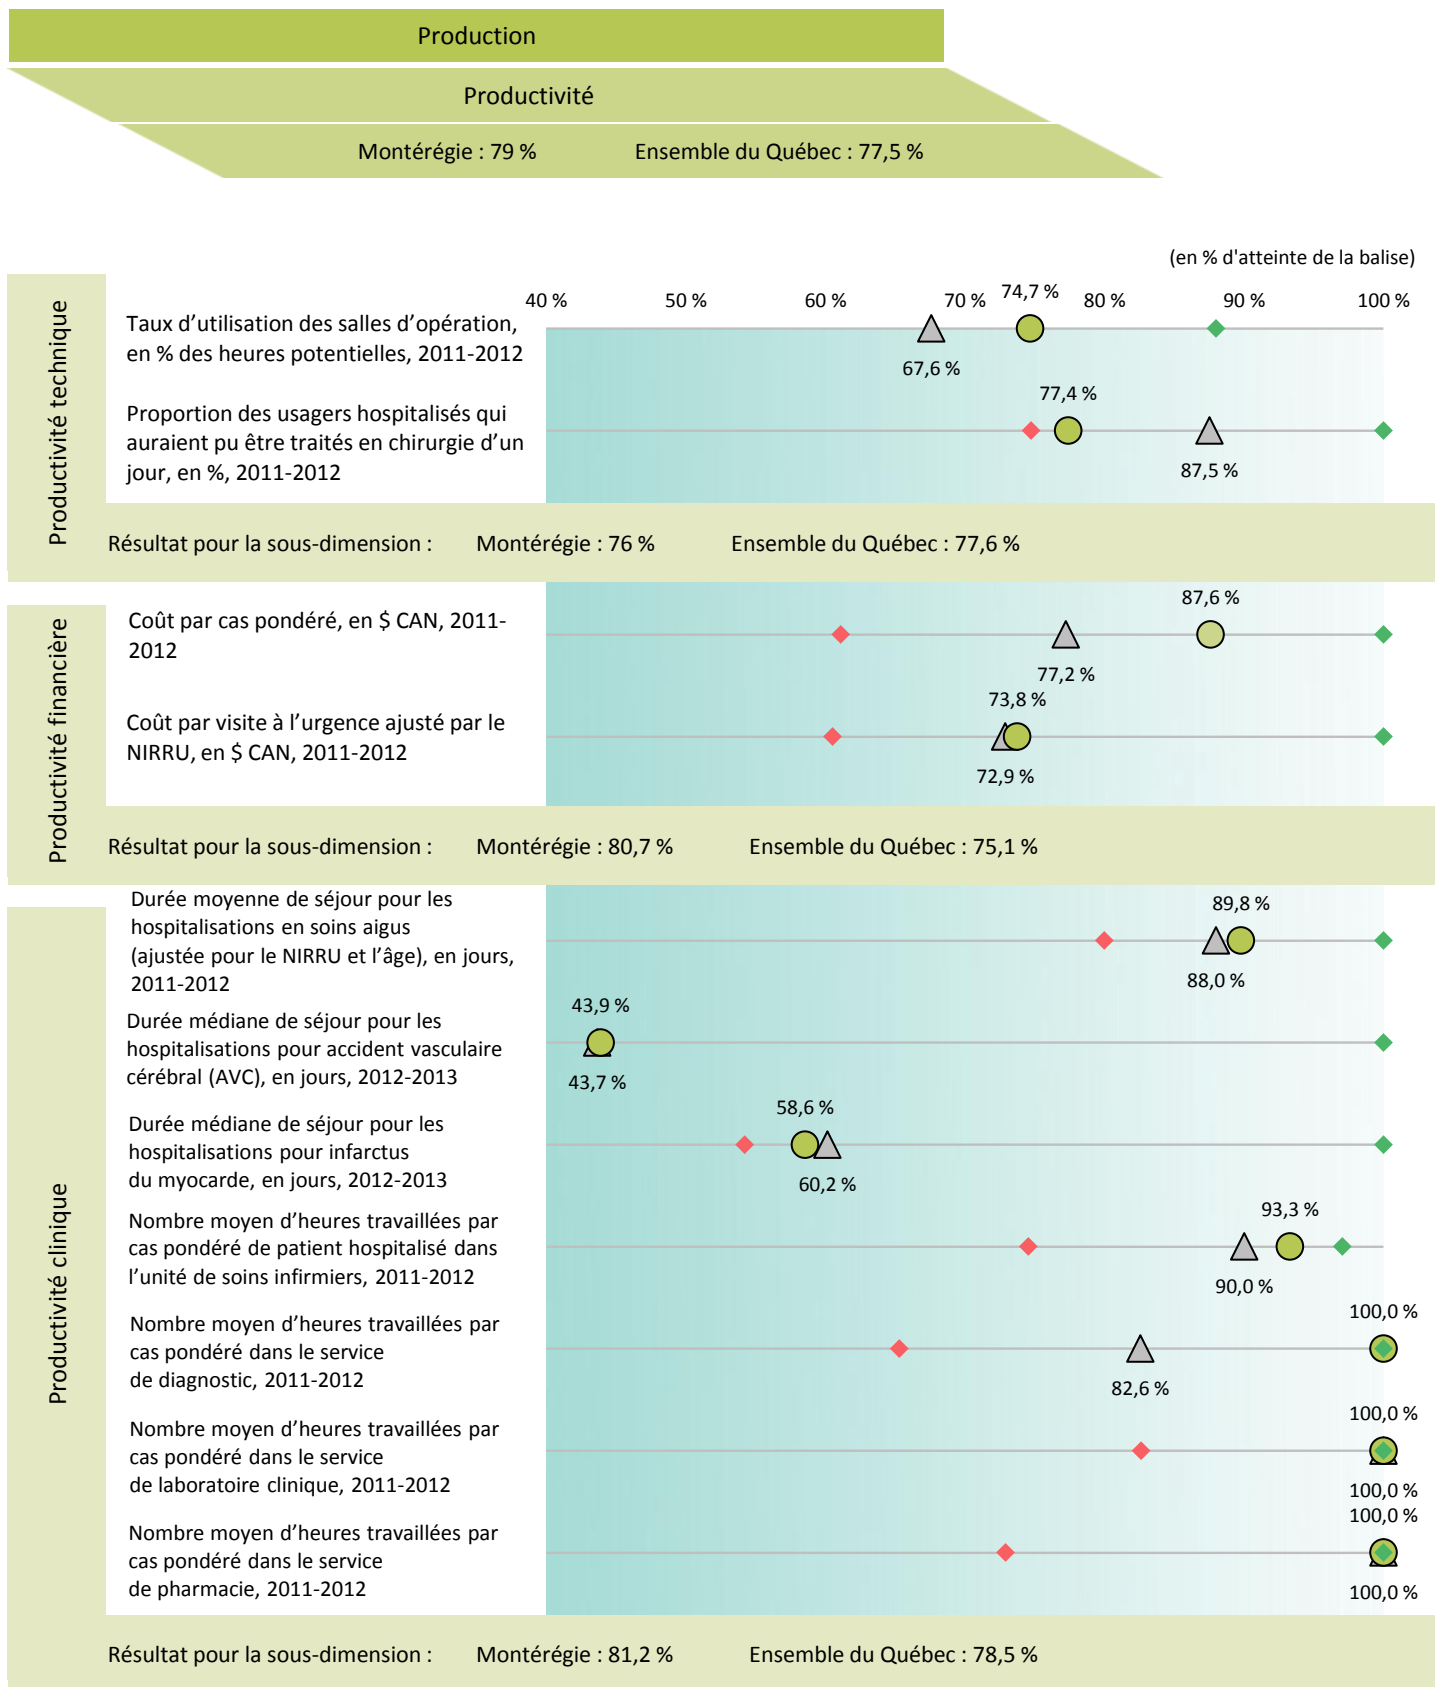 Production
Productivité
Montérégie : 79 % Ensemble du Québec : 77,5 %
(en % d'atteinte de la balise)
40 % 50 % 60 % 70 % 80 % 90 % 100 %
Productivité technique
Taux d’utilisation des salles d’opération,
en % des heures potentielles, 2011-2012
74,7 %
67,6 %
Proportion des usagers hospitalisés qui
auraient pu être traités en chirurgie d’un
jour, en %, 2011-2012
77,4 %
87,5 %
Résultat pour la sous-dimension : Montérégie : 76 % Ensemble du Québec : 77,6 %
Productivité financière
Coût par cas pondéré, en $ CAN, 2011-
2012
87,6 %
77,2 %
Coût par visite à l’urgence ajusté par le
NIRRU, en $ CAN, 2011-2012
73,8 %
72,9 %
Résultat pour la sous-dimension : Montérégie : 80,7 % Ensemble du Québec : 75,1 %
Productivité clinique
Durée moyenne de séjour pour les
hospitalisations en soins aigus
(ajustée pour le NIRRU et l’âge), en jours,
2011-2012
89,8 %
88,0 %
Durée médiane de séjour pour les
hospitalisations pour accident vasculaire
cérébral (AVC), en jours, 2012-2013
43,9 %
43,7 %
Durée médiane de séjour pour les
hospitalisations pour infarctus
du myocarde, en jours, 2012-2013
58,6 %
60,2 %
Nombre moyen d’heures travaillées par
cas pondéré de patient hospitalisé dans
l’unité de soins infirmiers, 2011-2012
93,3 %
90,0 %
Nombre moyen d’heures travaillées par
cas pondéré dans le service
de diagnostic, 2011-2012
100,0 %
82,6 %
Nombre moyen d’heures travaillées par
cas pondéré dans le service
de laboratoire clinique, 2011-2012
100,0 %
100,0 %
Nombre moyen d’heures travaillées par
cas pondéré dans le service
de pharmacie, 2011-2012
100,0 %
100,0 %
Résultat pour la sous-dimension : Montérégie : 81,2 % Ensemble du Québec : 78,5 %